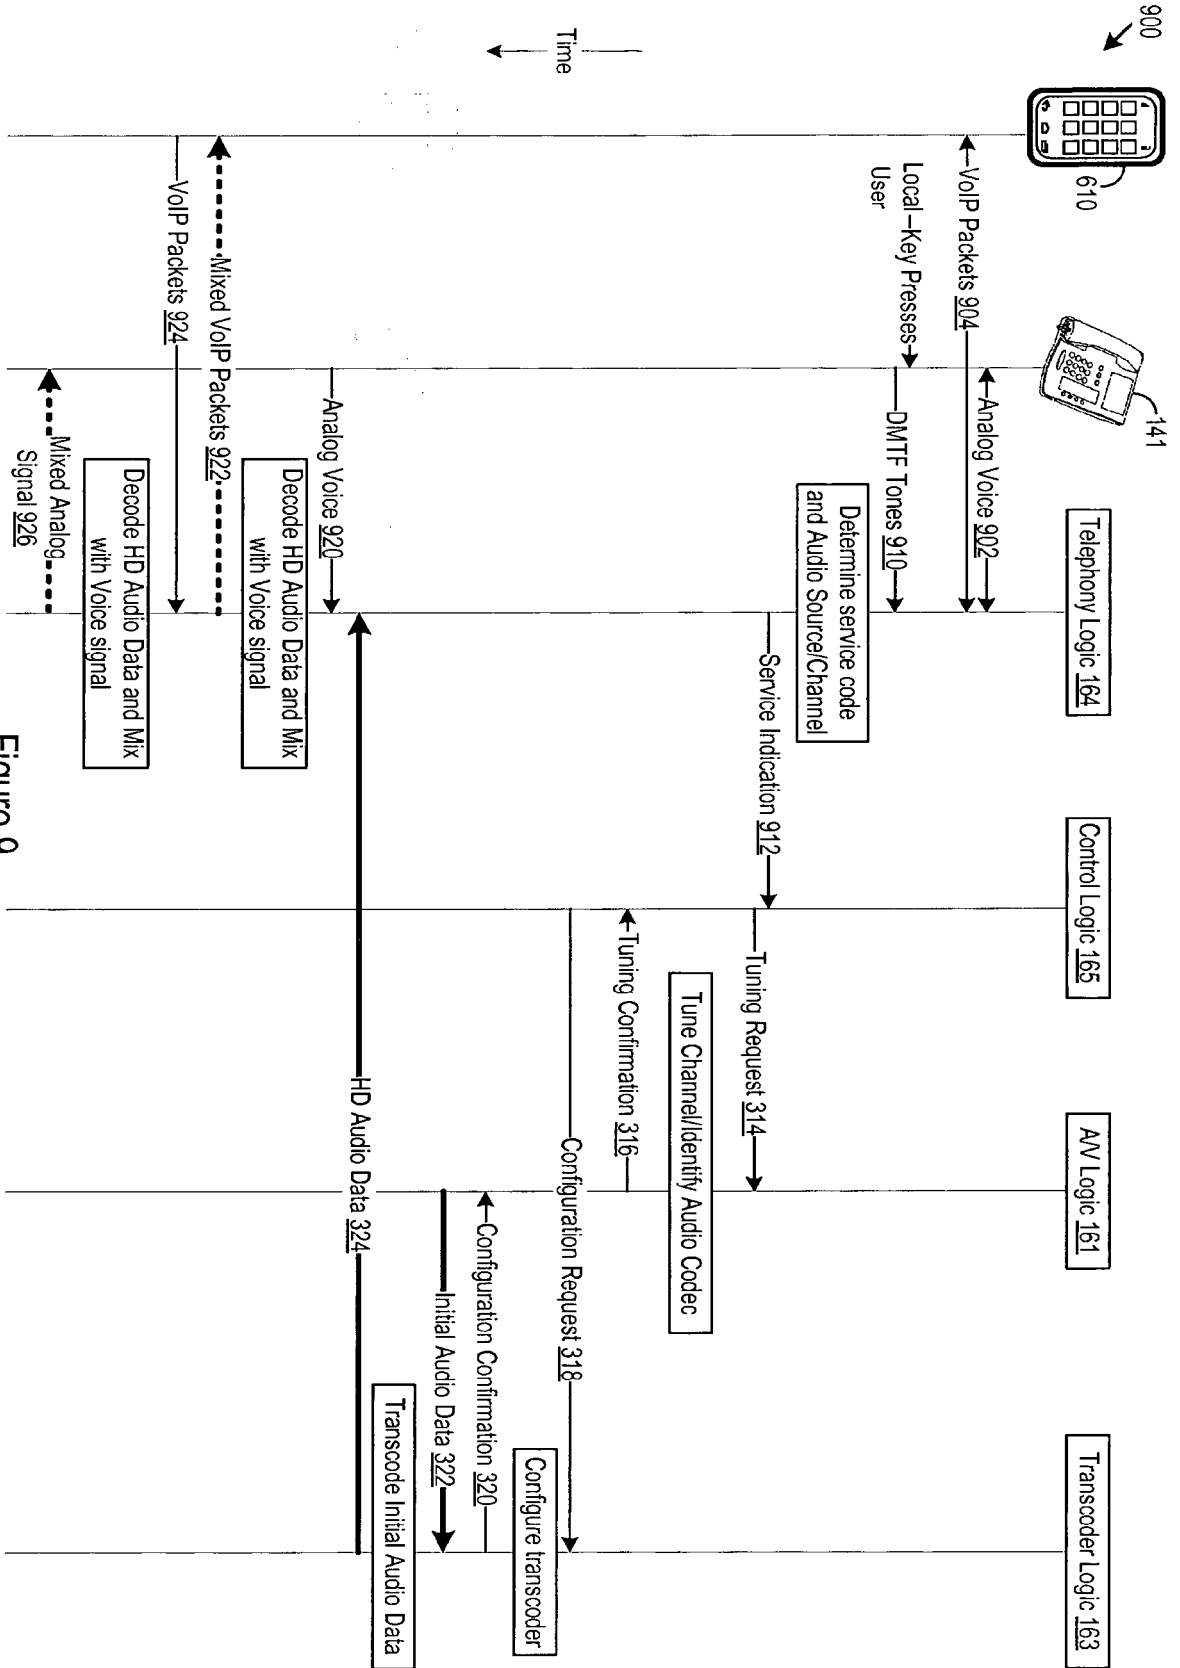 900
610
141
Telephony Logic 164
Control Logic 165
A/V Logic 161
Transcoder Logic 163
Time
Analog Voice 902
VoIP Packets 904
Local
User
Key Presses
DMTF Tones 910
Determine service code
and Audio Source/Channel
Service Indication 912
Tuning Request 314
Tune Channel/Identify Audio Codec
Tuning Confirmation 316
Configuration Request 318
Configure transcoder
Configuration Confirmation 320
Initial Audio Data 322
Transcode Initial Audio Data
HD Audio Data 324
Analog Voice 920
Decode HD Audio Data and Mix
with Voice signal
Mixed VoIP Packets 922
VoIP Packets 924
Decode HD Audio Data and Mix
with Voice signal
Mixed Analog
Signal 926
Figure 9